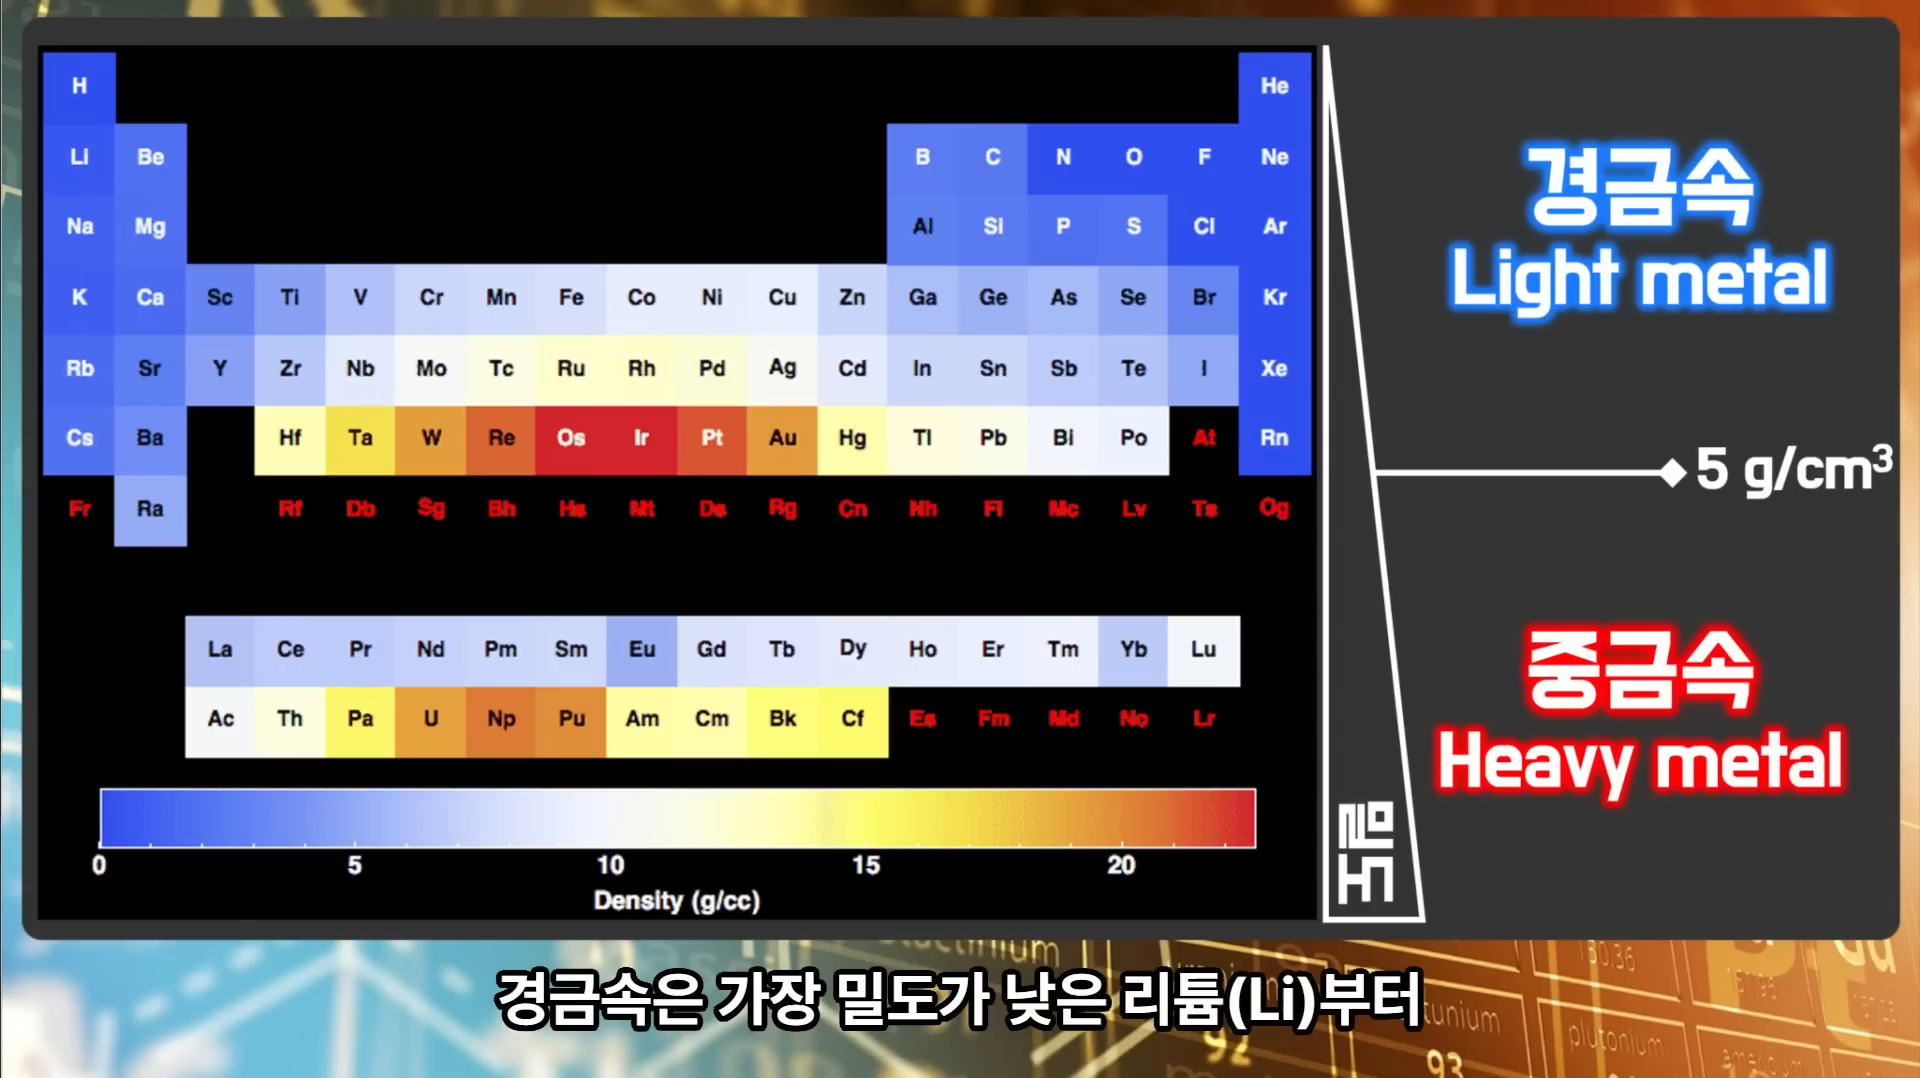 H He
Li Be B C N O F Ne
Na Mg Al Si P S Cl Ar
K Ca Sc Ti V Cr Mn Fe Co Ni Cu Zn Ga Ge As Se Br Kr
Rb Sr Y Zr Nb Mo Tc Ru Rh Pd Ag Cd In Sn Sb Te I Xe
Cs Ba Hf Ta W Re Os Ir Pt Au Hg Tl Pb Bi Po At Rn
Fr Ra Rf Db Sg Bh Hs Mt Ds Rg Cn Nh Fl Mc Lv Ts Og
La Ce Pr Nd Pm Sm Eu Gd Tb Dy Ho Er Tm Yb Lu
Ac Th Pa U Np Pu Am Cm Bk Cf Es Fm Md No Lr
0 5 10 15 20
Density (g/cc)
경금속
Light metal
5 g/cm³
중금속
Heavy metal
밀도
경금속은 가장 밀도가 낮은 리튬(Li)부터
plutonium
92
93